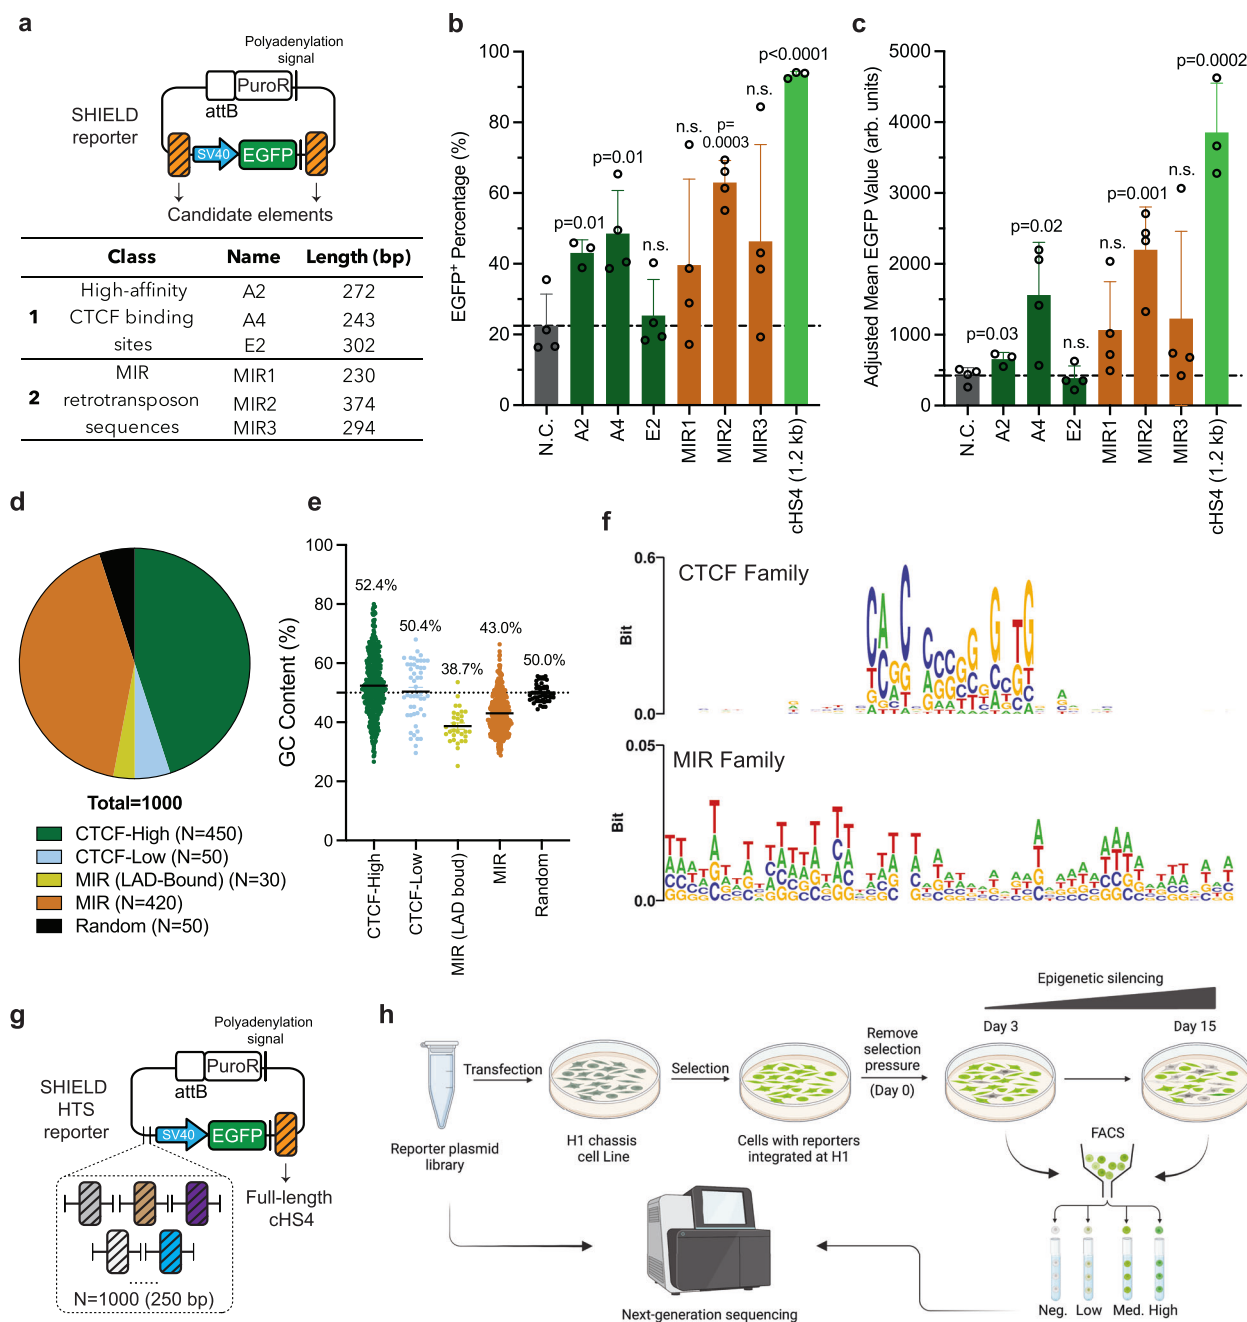 a
Polyadenylation
signal
PuroR
attB
SHIELD
reporter
SV40
EGFP
Candidate elements
Class Name Length (bp)
1
High-affinity A2 272
CTCF binding A4 243
sites E2 302
2
MIR MIR1 230
retrotransposon MIR2 374
sequences MIR3 294
b
EGFP+ Percentage (%)
100
80
60
40
20
0
p=0.01
p=0.01
n.s.
n.s.
p=
0.0003
n.s.
p<0.0001
N.C.
A2
A4
E2
MIR1
MIR2
MIR3
cHS4 (1.2 kb)
c
Adjusted Mean EGFP Value (arb. units)
5000
4000
3000
2000
1000
0
p=0.03
p=0.02
n.s.
n.s.
p=0.001
n.s.
p=0.0002
N.C.
A2
A4
E2
MIR1
MIR2
MIR3
cHS4 (1.2 kb)
d
Total=1000
CTCF-High (N=450)
CTCF-Low (N=50)
MIR (LAD-Bound) (N=30)
MIR (N=420)
Random (N=50)
e
GC Content (%)
100
80
60
40
20
0
52.4%
50.4%
38.7%
43.0%
50.0%
CTCF-High
CTCF-Low
MIR (LAD boud)
MIR
Random
f
0.6
CTCF Family
Bit
0.0
0.05
MIR Family
Bit
0.0
g
Polyadenylation
signal
PuroR
attB
SHIELD
HTS
reporter
SV40
EGFP
Full-length
cHS4
......
N=1000 (250 bp)
h
Epigenetic silencing
Day 3
Day 15
Transfection
Selection
Remove
selection
pressure
(Day 0)
Reporter plasmid
library
H1 chassis
cell Line
Cells with reporters
integrated at H1
FACS
Neg. Low Med. High
Next-generation sequencing